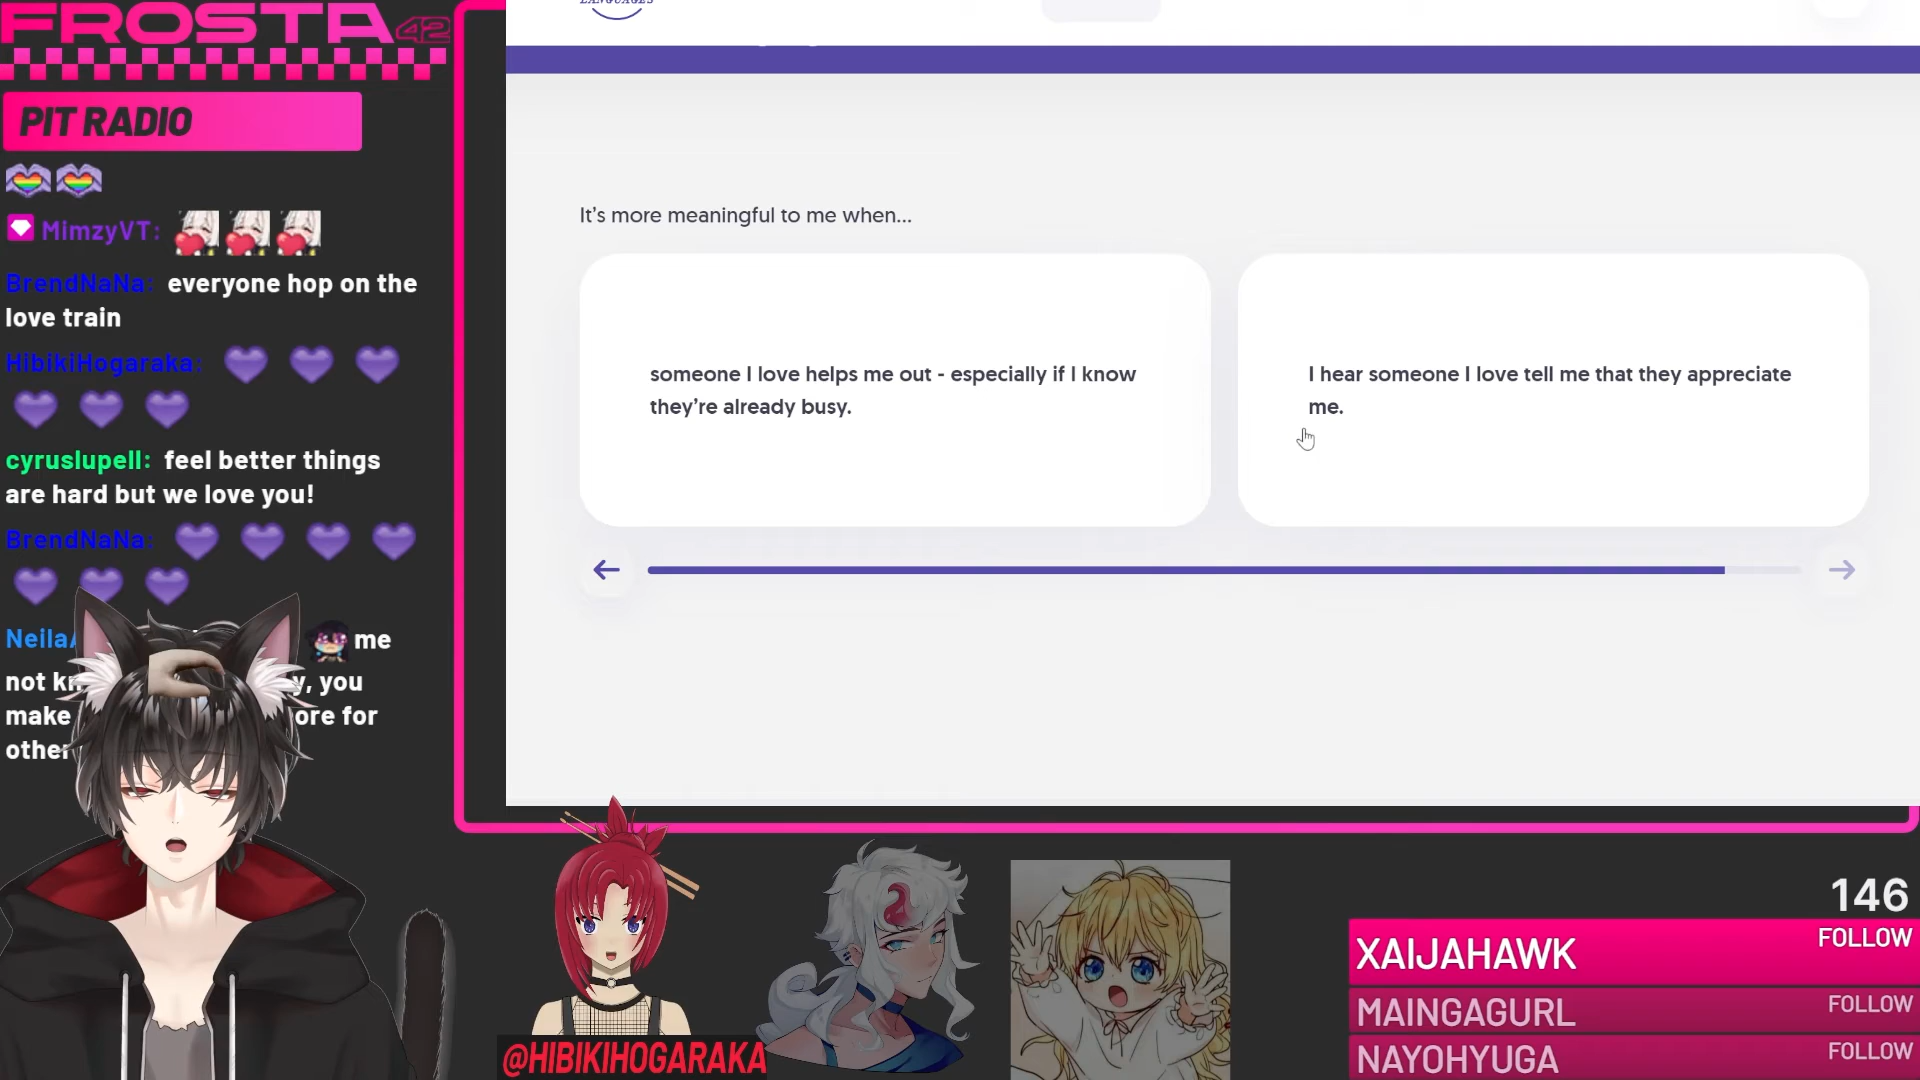 FROSTA42
PIT RADIO
MimzyVT:
BrendNaNa: everyone hop on the
love train
HibikiHogaraka:
cyruslupell: feel better things
are hard but we love you!
BrendNaNa:
me
you
make
for
LANGUAGES
It's more meaningful to me when...
someone I love helps me out - especially if I know
they're already busy.
I hear someone I love tell me that they appreciate
me.
@HIBIKIHOGARAKA
146
XAIJAHAWK FOLLOW
MAINGAGURL FOLLOW
NAYOHYUGA FOLLOW